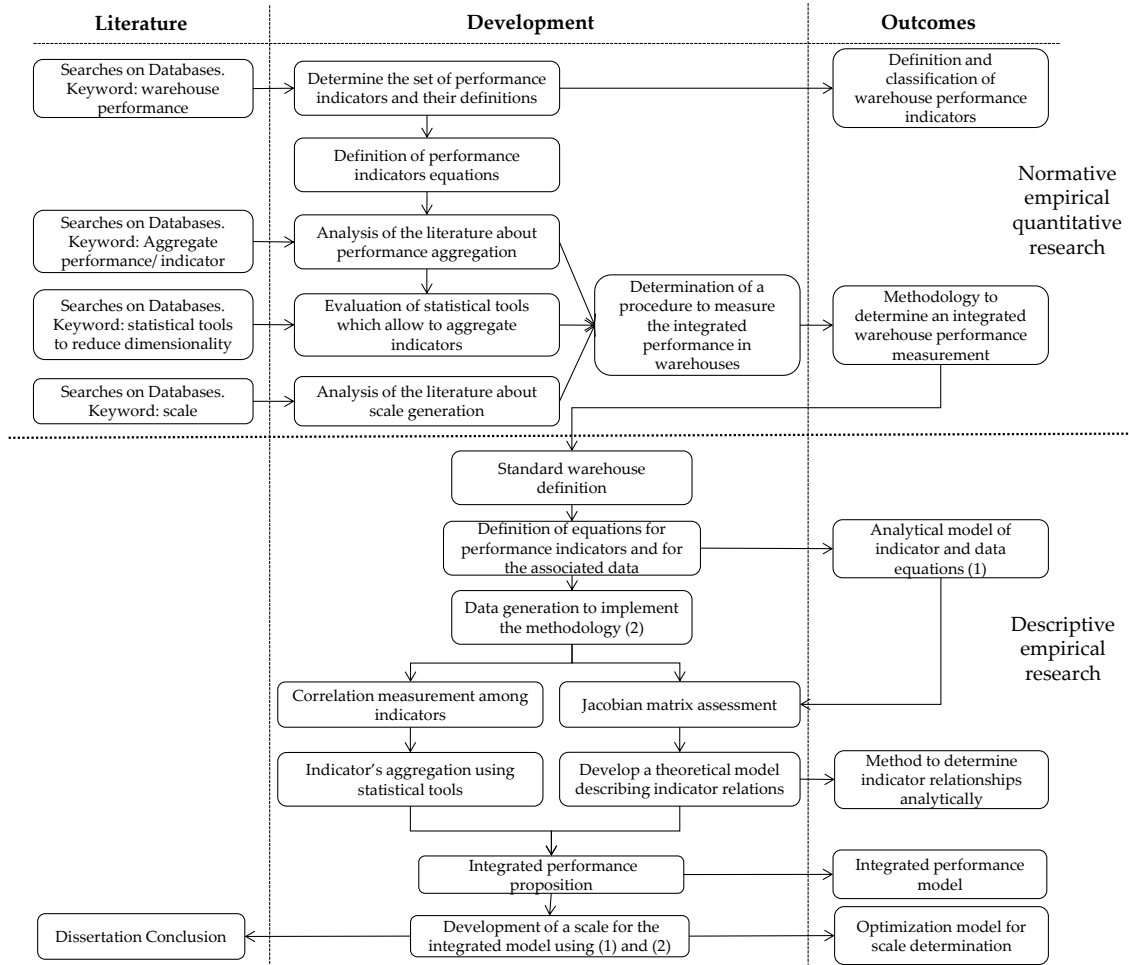 Literature
Development
Outcomes
Searches on Databases.
Keyword: warehouse
performance
Determine the set of performance
indicators and their definitions
Definition and
classification of
warehouse performance
indicators
Definition of performance
indicators equations
Normative
empirical
quantitative
research
Searches on Databases.
Keyword: Aggregate
performance/ indicator
Analysis of the literature about
performance aggregation
Searches on Databases.
Keyword: statistical tools
to reduce dimensionality
Evaluation of statistical tools
which allow to aggregate
indicators
Determination of a
procedure to measure
the integrated
performance in
warehouses
Methodology to
determine an integrated
warehouse performance
measurement
Searches on Databases.
Keyword: scale
Analysis of the literature about
scale generation
Standard warehouse
definition
Definition of equations for
performance indicators and for
the associated data
Analytical model of
indicator and data
equations (1)
Data generation to implement
the methodology (2)
Descriptive
empirical
research
Correlation measurement among
indicators
Jacobian matrix assessment
Indicator's aggregation using
statistical tools
Develop a theoretical model
describing indicator relations
Method to determine
indicator relationships
analytically
Integrated performance
proposition
Integrated performance
model
Dissertation Conclusion
Development of a scale for the
integrated model using (1) and (2)
Optimization model for
scale determination